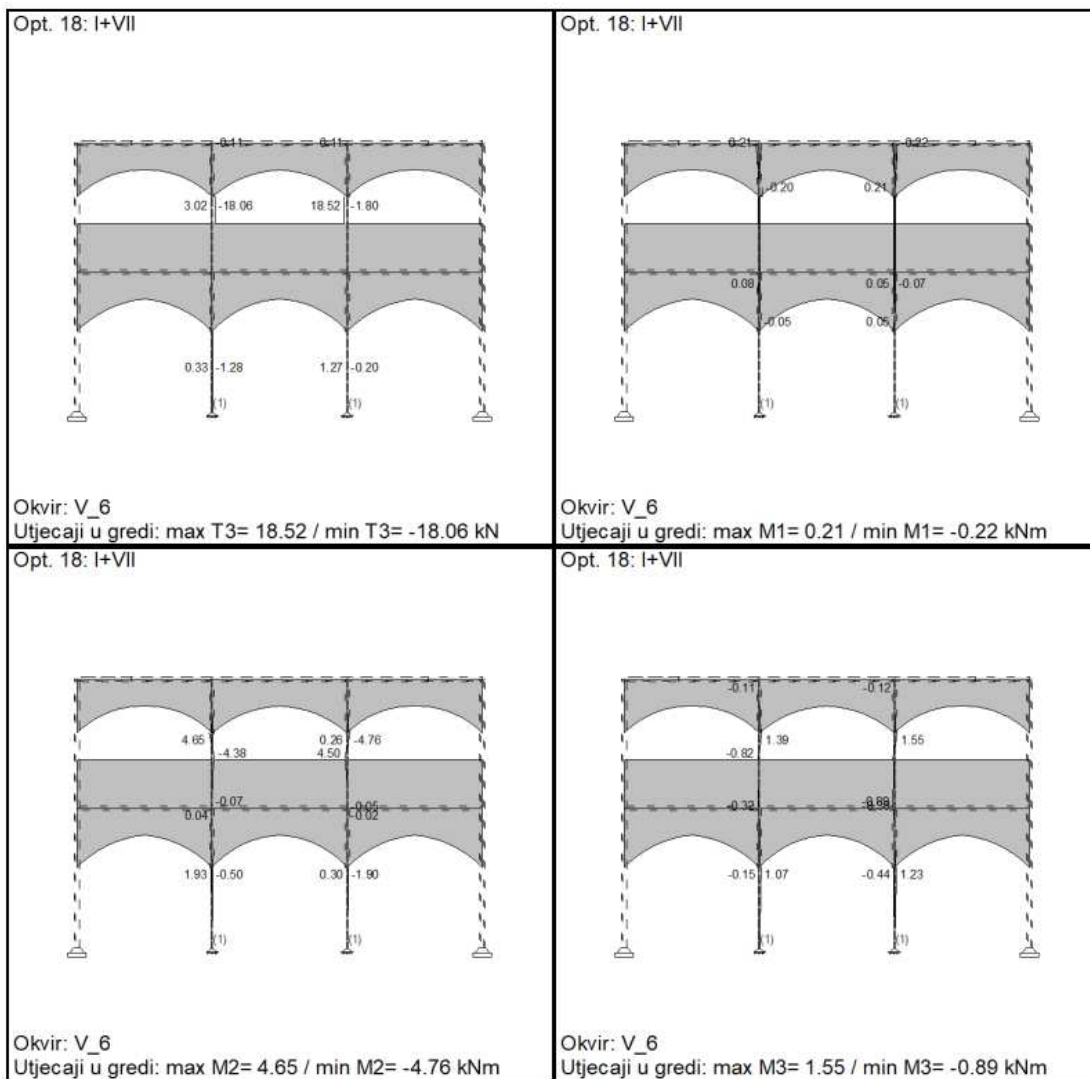 Opt. 18: I+VII
0.11 0.11
3.02 -18.06 18.52 -1.80
0.33 -1.28 1.27 -0.20
(1) (1)
Okvir: V_6
Utjecaji u gredi: max T3= 18.52 / min T3= -18.06 kN
Opt. 18: I+VII
0.21 -0.22
-0.20 0.21
0.08 0.05 -0.07
-0.05 0.05
(1) (1)
Okvir: V_6
Utjecaji u gredi: max M1= 0.21 / min M1= -0.22 kNm
Opt. 18: I+VII
4.65 0.26 -4.76
-4.38 4.50
-0.07 -0.05
0.04 -0.02
1.93 -0.50 0.30 -1.90
(1) (1)
Okvir: V_6
Utjecaji u gredi: max M2= 4.65 / min M2= -4.76 kNm
Opt. 18: I+VII
-0.11 -0.12
1.39 1.55
-0.82
-0.32 -0.89
-0.15 1.07 -0.44 1.23
(1) (1)
Okvir: V_6
Utjecaji u gredi: max M3= 1.55 / min M3= -0.89 kNm